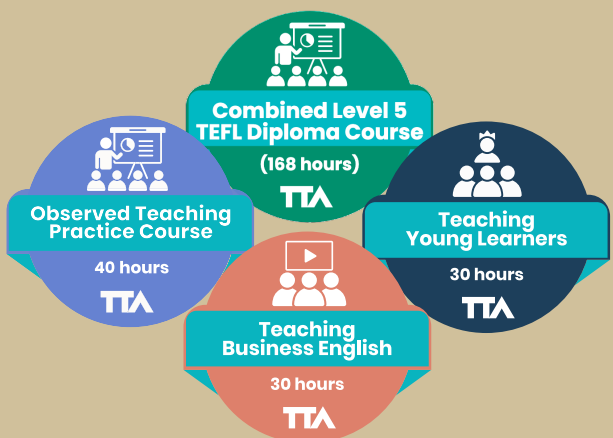 Combined Level 5
TEFL Diploma Course
(168 hours)
TTA
Observed Teaching
Practice Course
40 hours
TTA
Teaching
Young Learners
30 hours
TTA
Teaching
Business English
30 hours
TTA